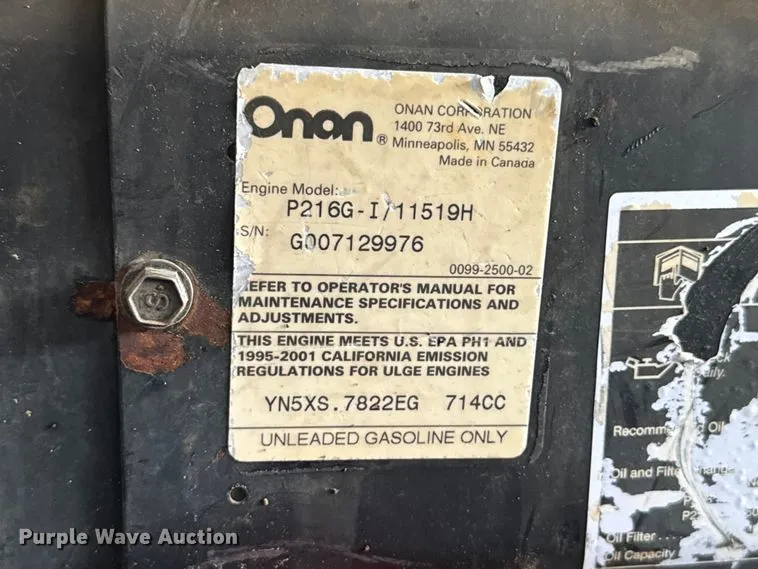 Onan ®
ONAN CORPORATION
1400 73rd Ave. NE
Minneapolis, MN 55432
Made in Canada
Engine Model:
P216G-I/11519H
S/N:
G007129976
0099-2500-02
EFER TO OPERATOR'S MANUAL FOR
MAINTENANCE SPECIFICATIONS AND
ADJUSTMENTS.
THIS ENGINE MEETS U.S. EPA PH1 AND
1995-2001 CALIFORNIA EMISSION
REGULATIONS FOR ULGE ENGINES
YN5XS.7822EG 714CC
UNLEADED GASOLINE ONLY
Oil
Oil and
Oil Filter....
Oil Capacity
Purple Wave Auction